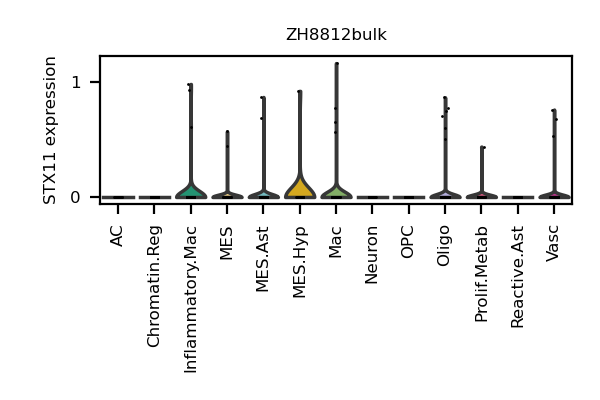 ZH8812bulk
STX11 expression
1
0
AC
Chromatin.Reg
Inflammatory.Mac
MES
MES.Ast
MES.Hyp
Mac
Neuron
OPC
Oligo
Prolif.Metab
Reactive.Ast
Vasc